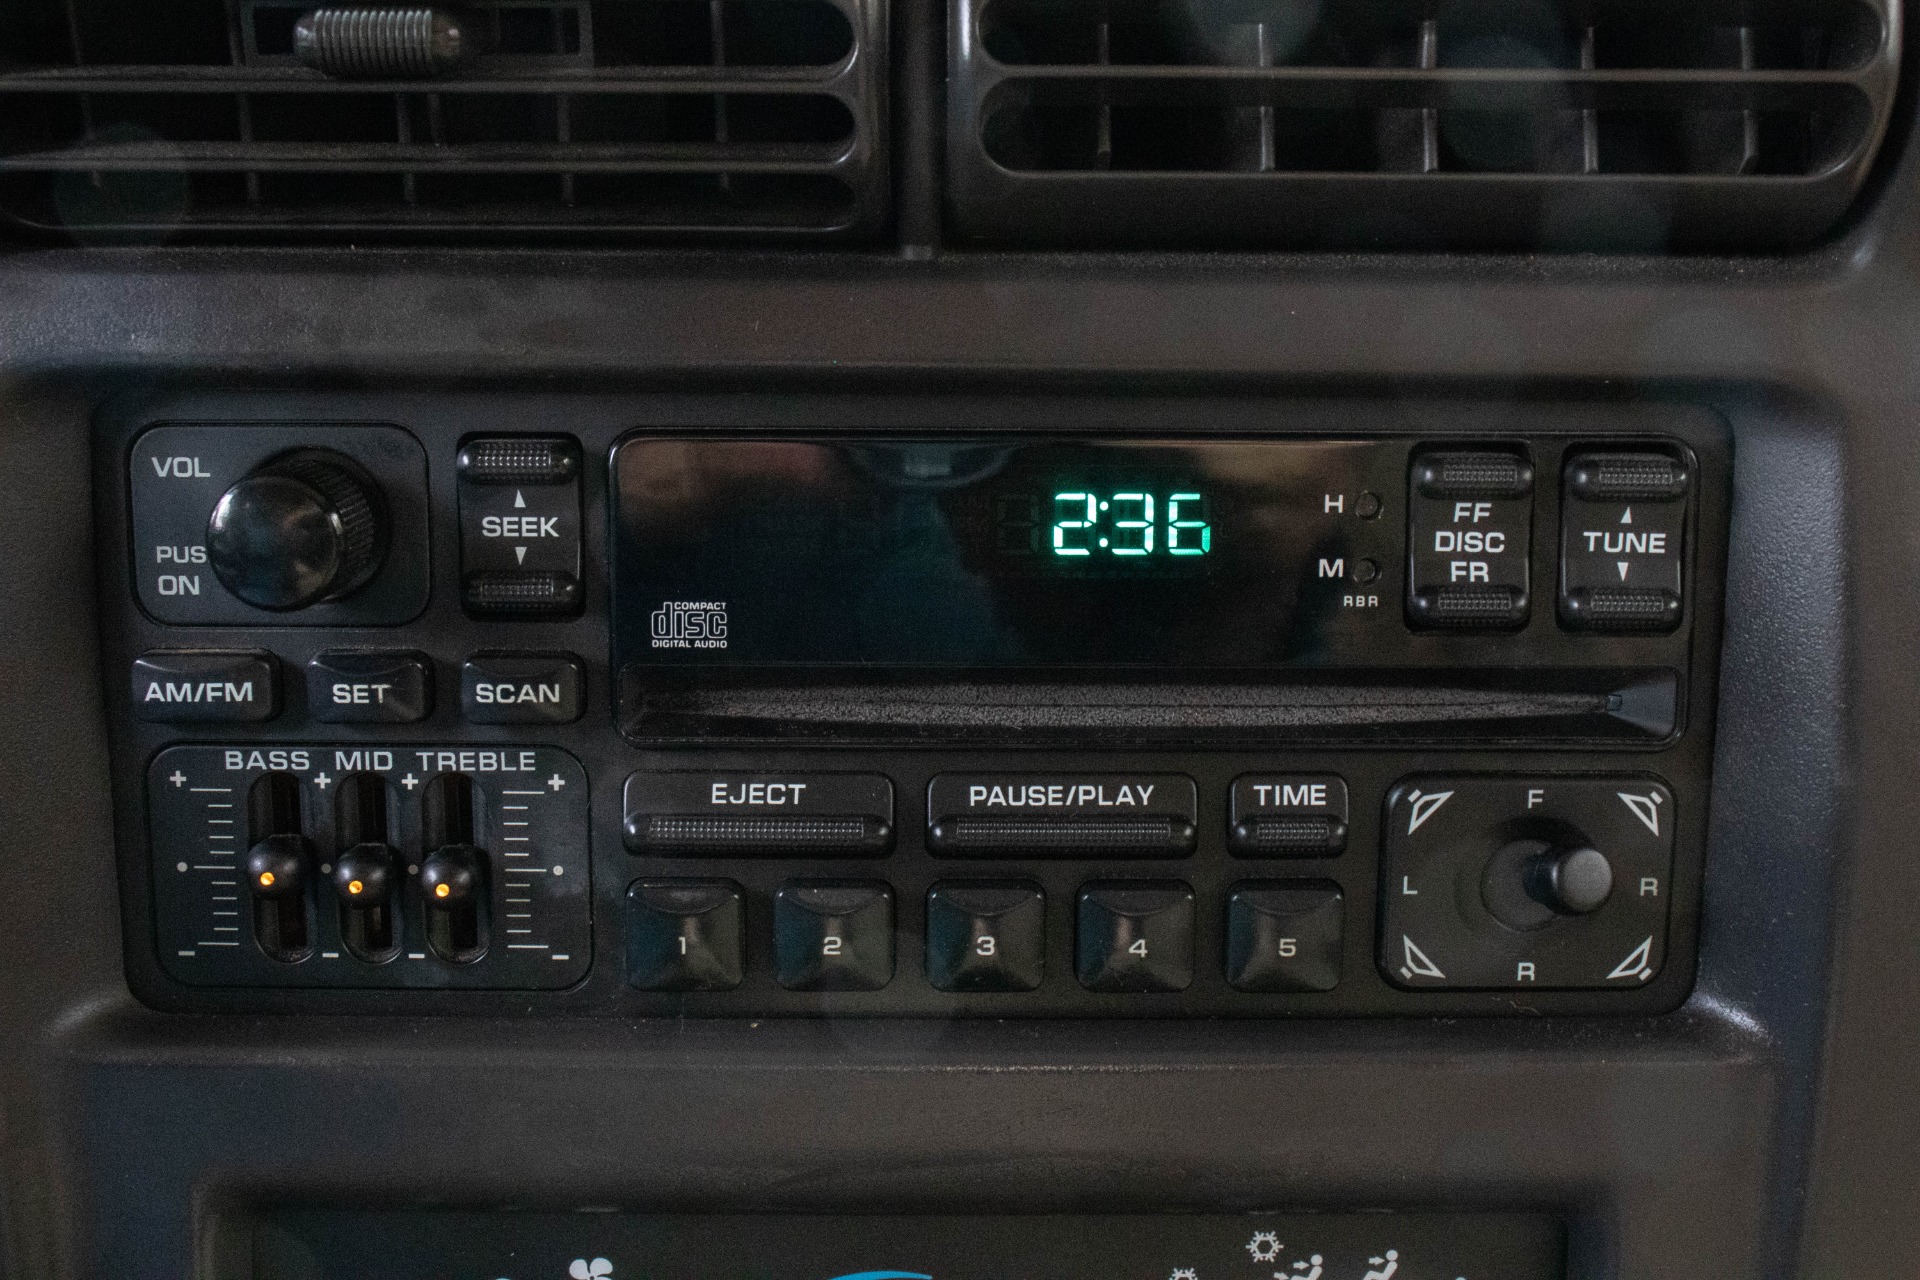 VOL
PUS
ON
SEEK
COMPACT
disc
DIGITAL AUDIO
2:36
H
M
RBR
FF
DISC
FR
TUNE
AM/FM
SET
SCAN
BASS MID TREBLE
+ + + +
- - - -
EJECT
PAUSE/PLAY
TIME
1 2 3 4 5
F
L R
R